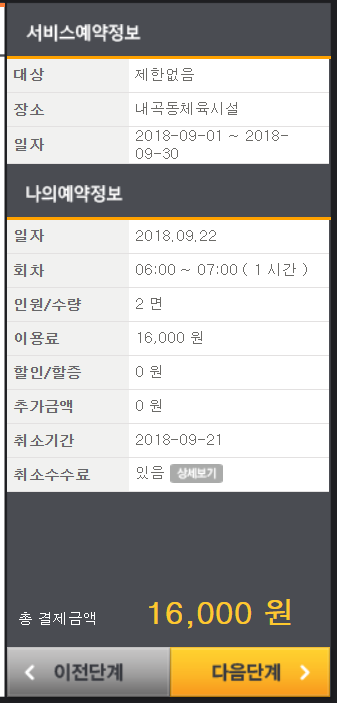 서비스예약정보
대상 제한없음
장소 내곡동체육시설
일자 2018-09-01 ~ 2018-
09-30
나의예약정보
일자 2018.09.22
회차 06:00 ~ 07:00 ( 1 시간 )
인원/수량 2 면
이용료 16,000 원
할인/할증 0 원
추가금액 0 원
취소기간 2018-09-21
취소수수료 있음 상세보기
총 결제금액 16,000 원
이전단계 다음단계